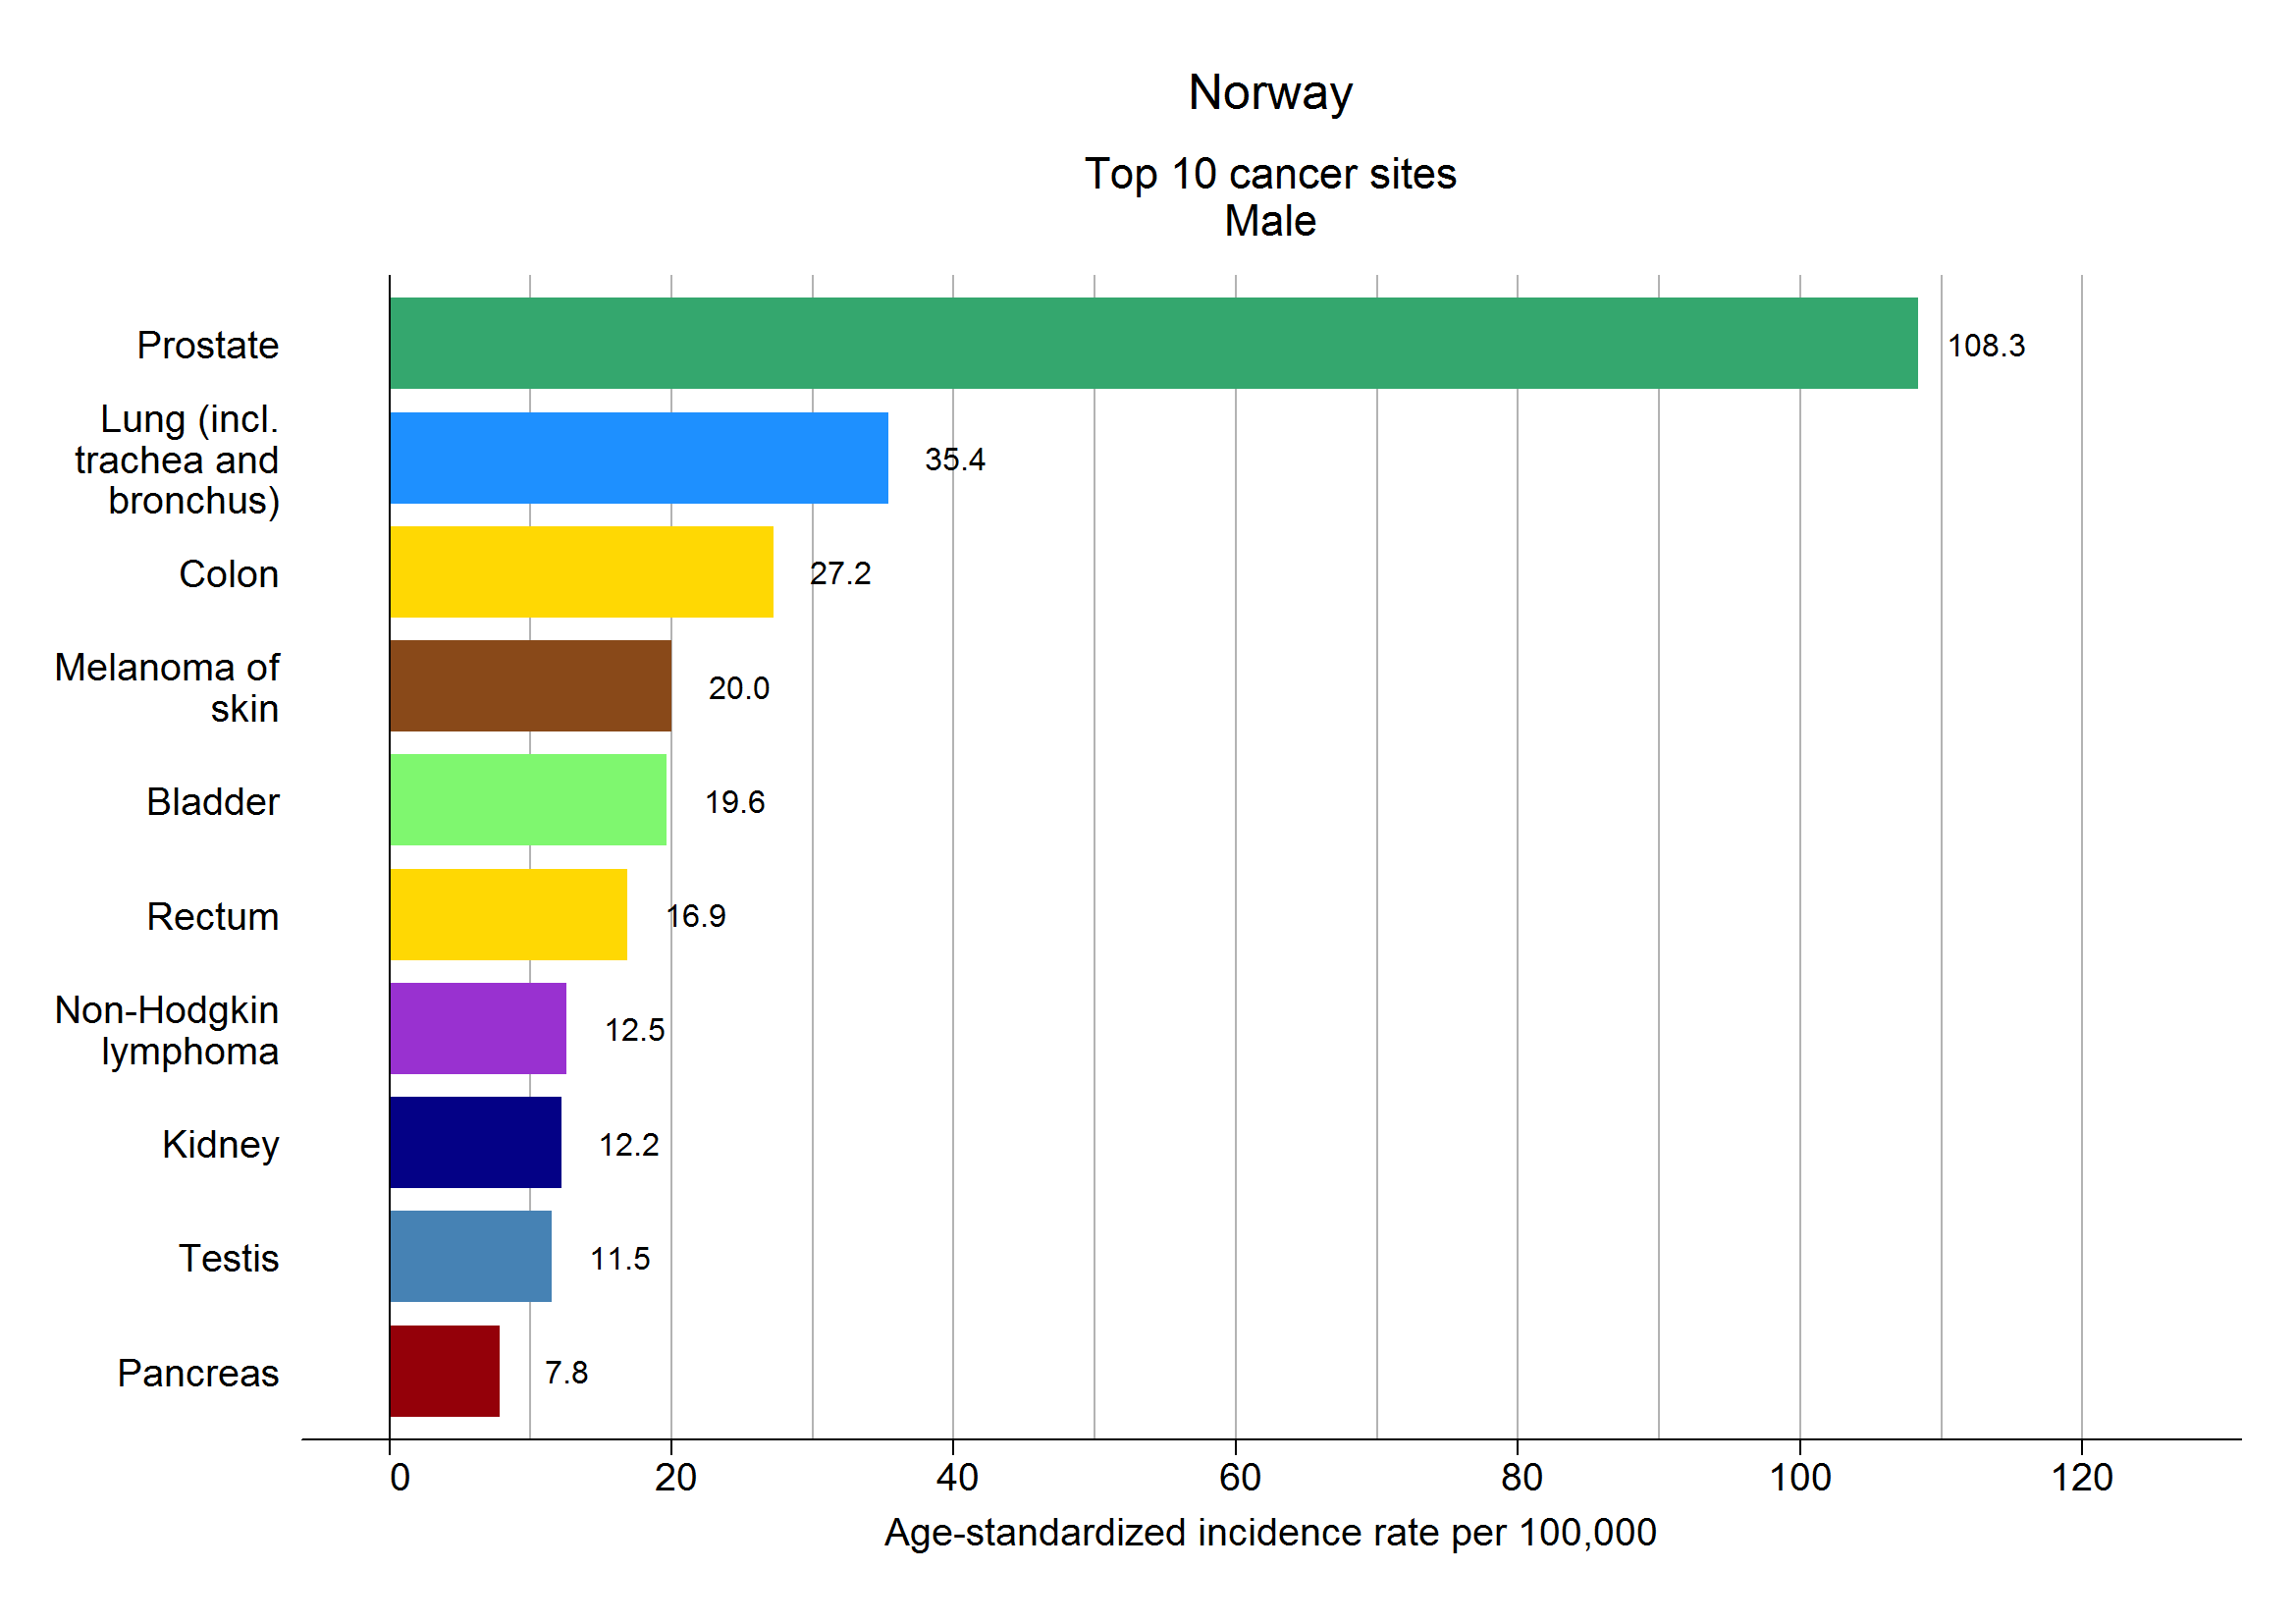 Norway
Top 10 cancer sites
Male
Prostate
108.3
Lung (incl.
trachea and
bronchus)
35.4
Colon
27.2
Melanoma of
skin
20.0
Bladder
19.6
Rectum
16.9
Non-Hodgkin
lymphoma
12.5
Kidney
12.2
Testis
11.5
Pancreas
7.8
0 20 40 60 80 100 120
Age-standardized incidence rate per 100,000